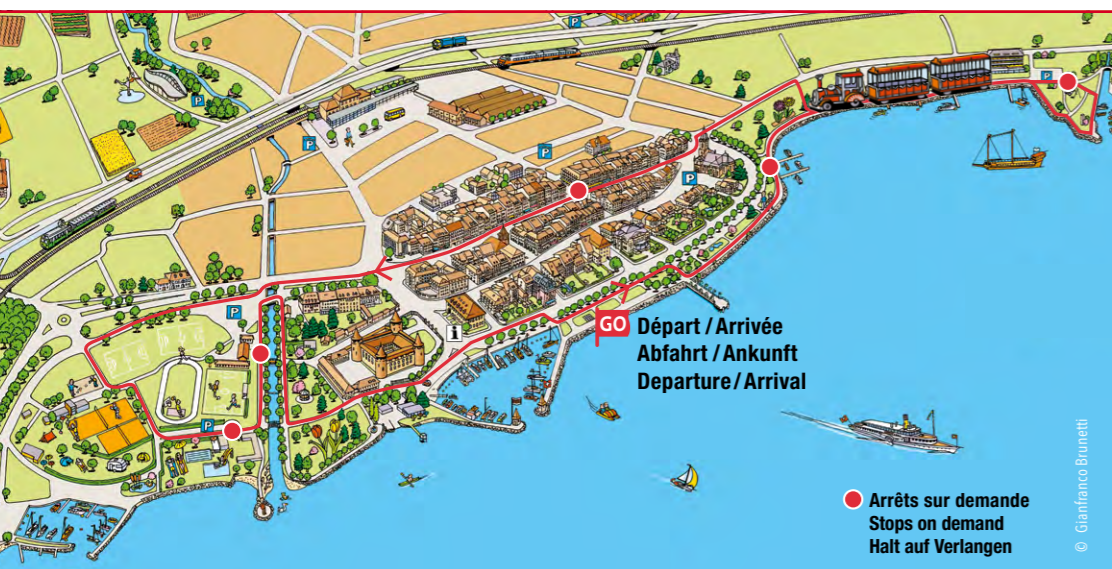 P
P
P
P
P
P
P
P
i
GO
Départ / Arrivée
Abfahrt / Ankunft
Departure / Arrival
Arrêts sur demande
Stops on demand
Halt auf Verlangen
© Gianfranco Brunetti